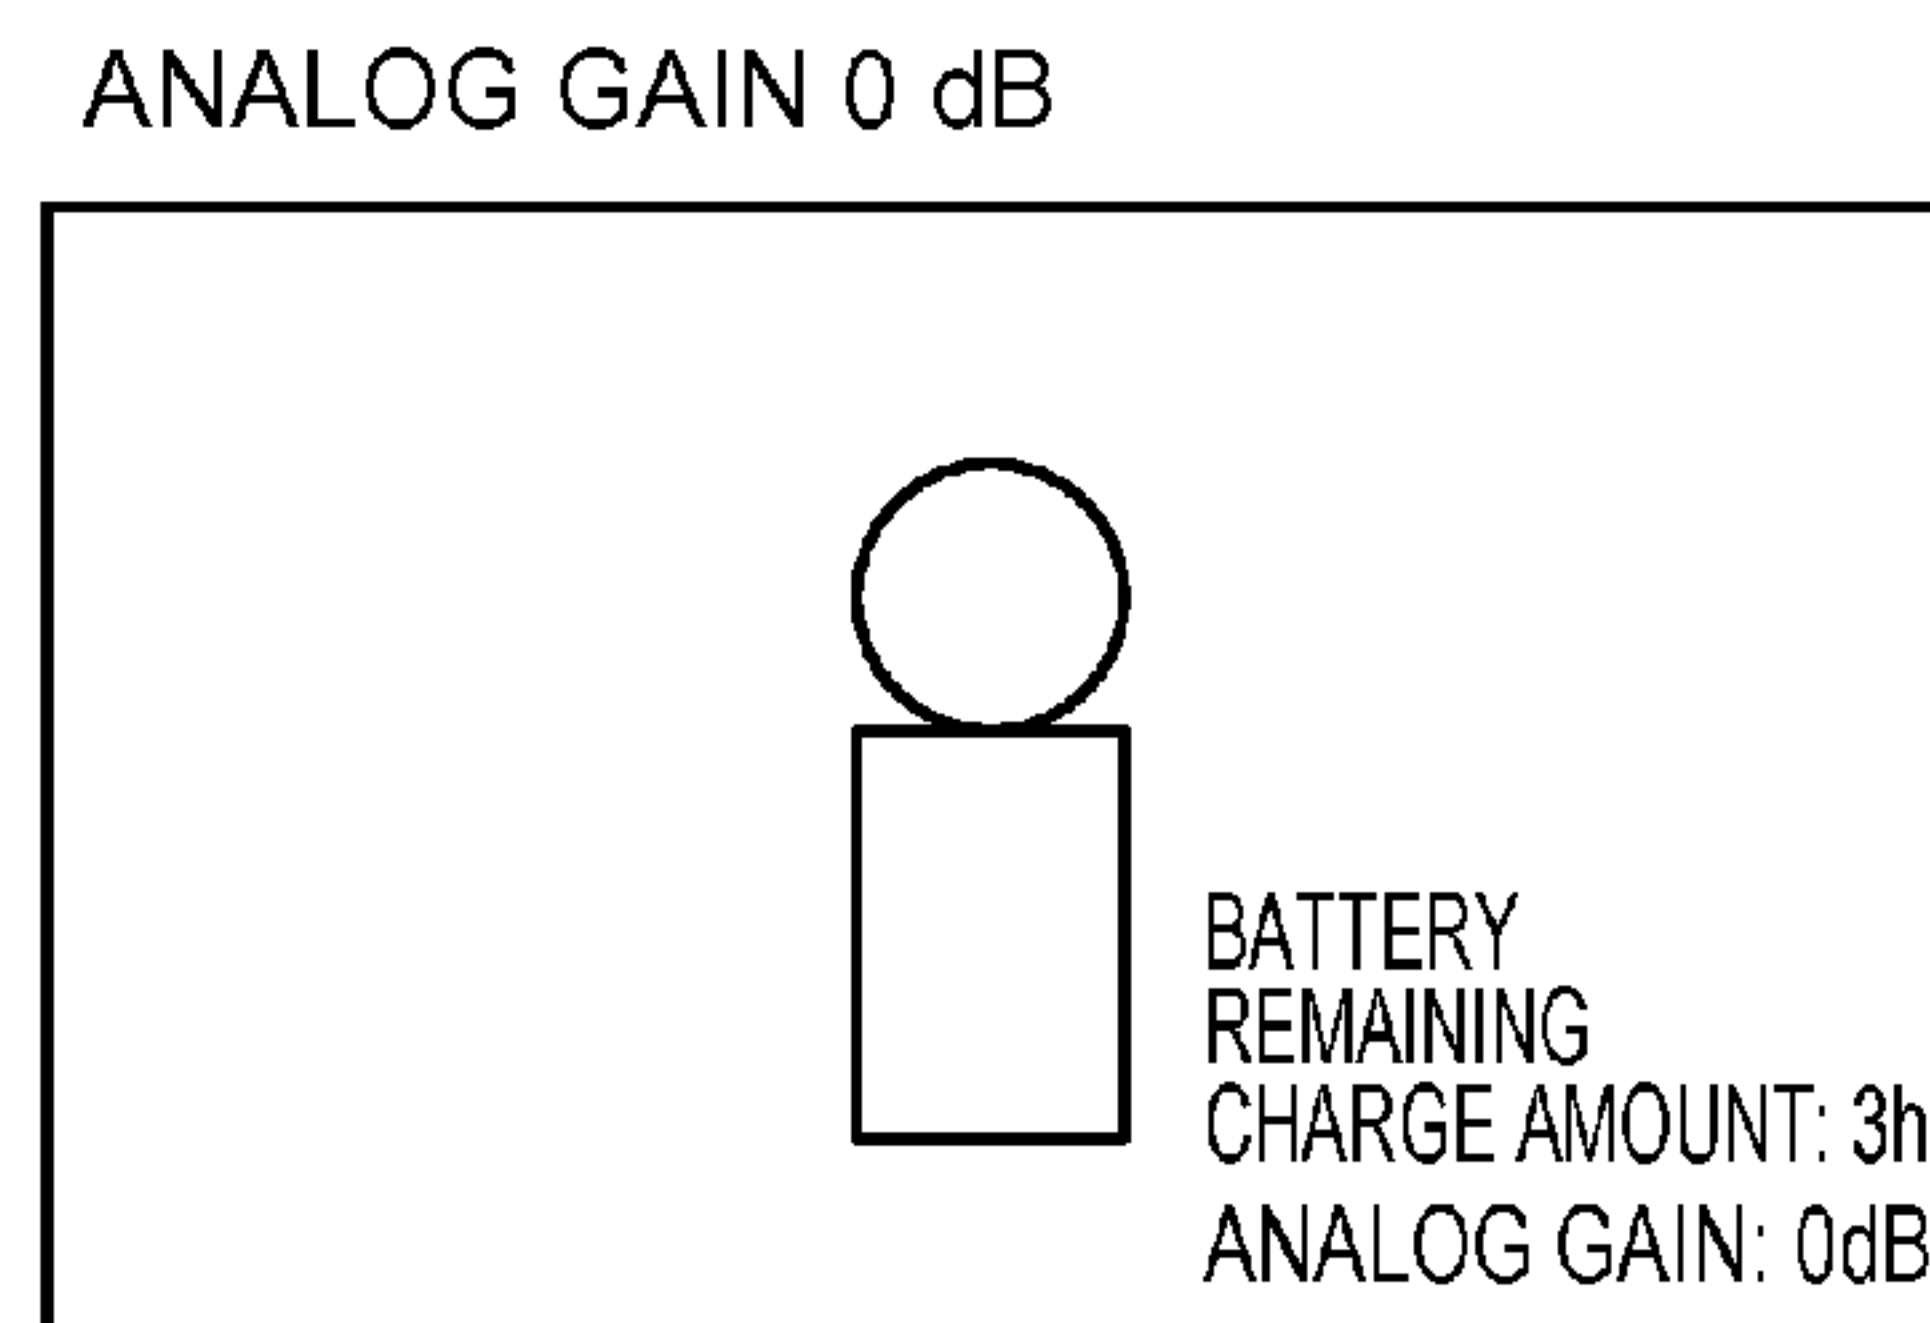 ANALOG GAIN 0 dB
BATTERY
REMAINING
CHARGE AMOUNT: 3h
ANALOG GAIN: 0dB